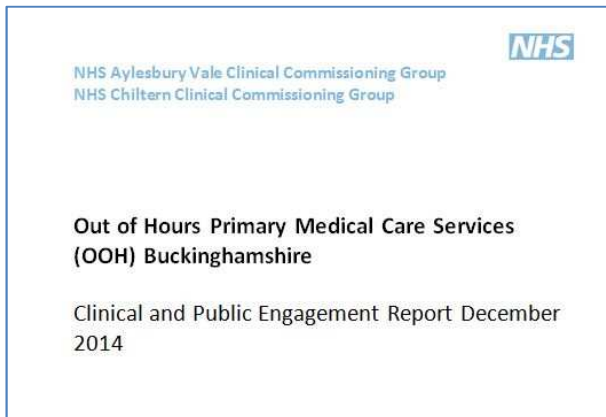 NHS
NHS Aylesbury Vale Clinical Commissioning Group
NHS Chiltern Clinical Commissioning Group
Out of Hours Primary Medical Care Services
(OOH) Buckinghamshire
Clinical and Public Engagement Report December
2014